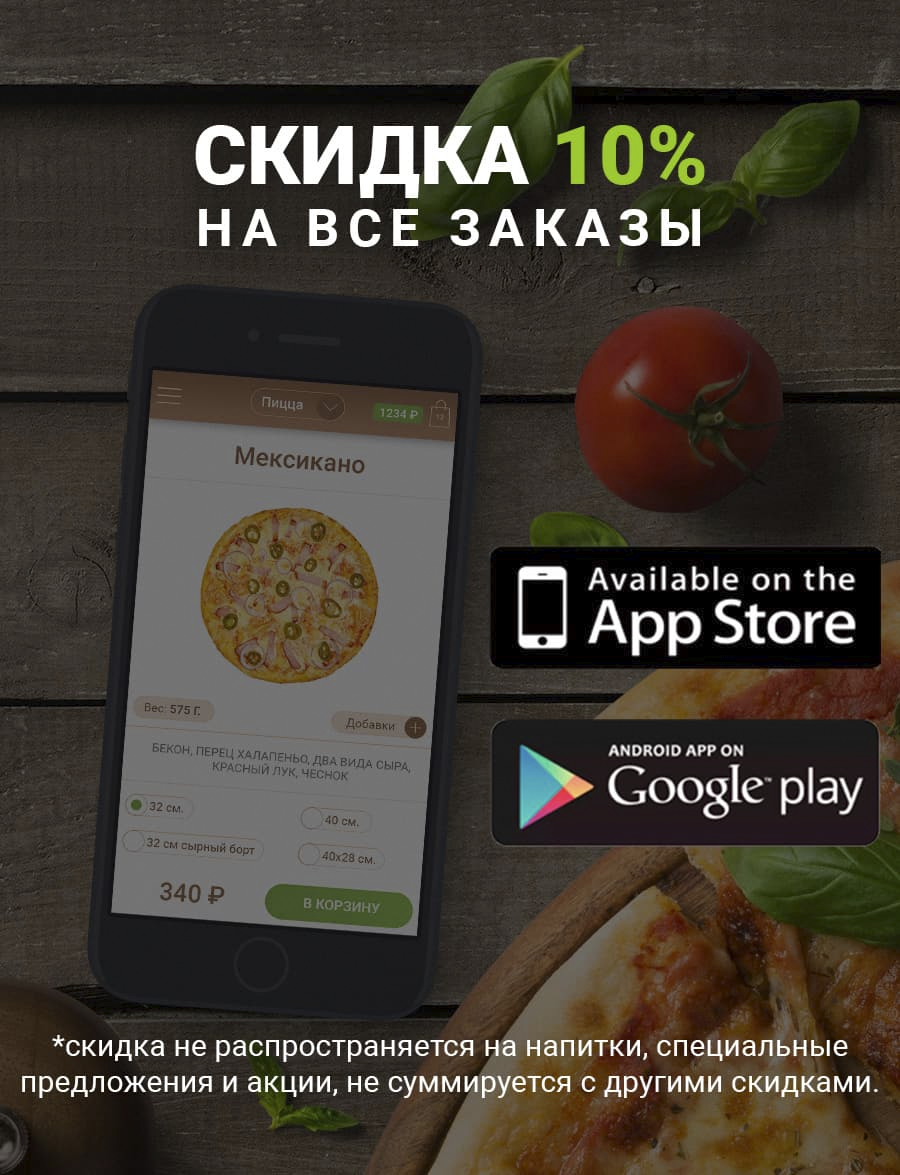 СКИДКА 10%
НА ВСЕ ЗАКАЗЫ
Пицца
1234 ₽
Мексикано
Available on the
App Store
Вес: 575 Г.
Добавки +
ANDROID APP ON
Google play
БЕКОН, ПЕРЕЦ ХАЛАПЕНЬО, ДВА ВИДА СЫРА,
КРАСНЫЙ ЛУК, ЧЕСНОК
32 см.
40 см.
32 см сырный борт
40x28 см.
340 ₽
В КОРЗИНУ
*скидка не распространяется на напитки, специальные
предложения и акции, не суммируется с другими скидками.